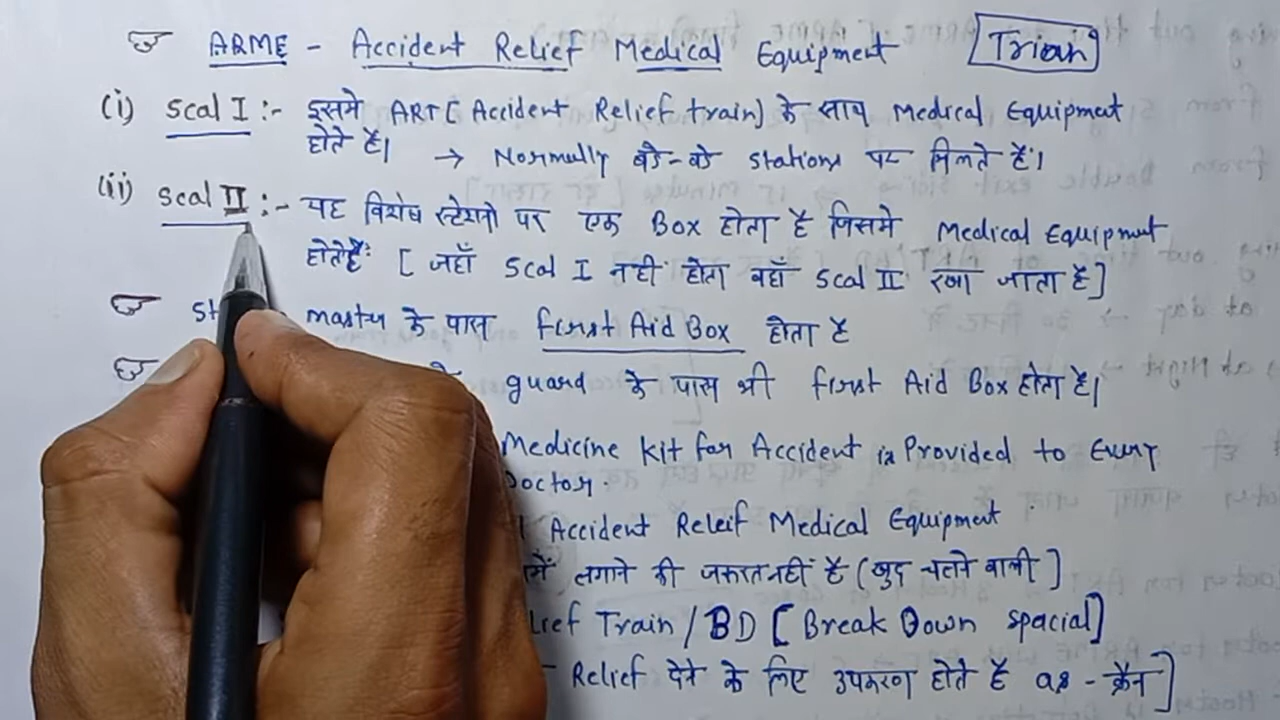 ARME - Accident Relief Medical Equipment [Trian]
(i) Scal I :- इसमे ART [Accident Relief train) के साथ Medical Equipment
होते है। → Normally बडे-बडे stations पर मिलते हैं।
(ii) Scal II :- यह विशेष स्टेशनो पर एक Box होता है जिसमे Medical Equipment
होते है: [ जहाँ Scal I नही होता वहाँ Scal II रखा जाता है ]
master के पास first Aid Box होता है
guard के पास भी first Aid Box होता है।
Medicine Kit for Accident is Provided to Every
Doctor.
Accident Releif Medical Equipment
में लगाने की जरूरत नहीं है (खुद चलने वाली ]
Train / BD [ Break Down spacial]
- Relief देने के लिए उपकरण होते है as - क्रैन ]